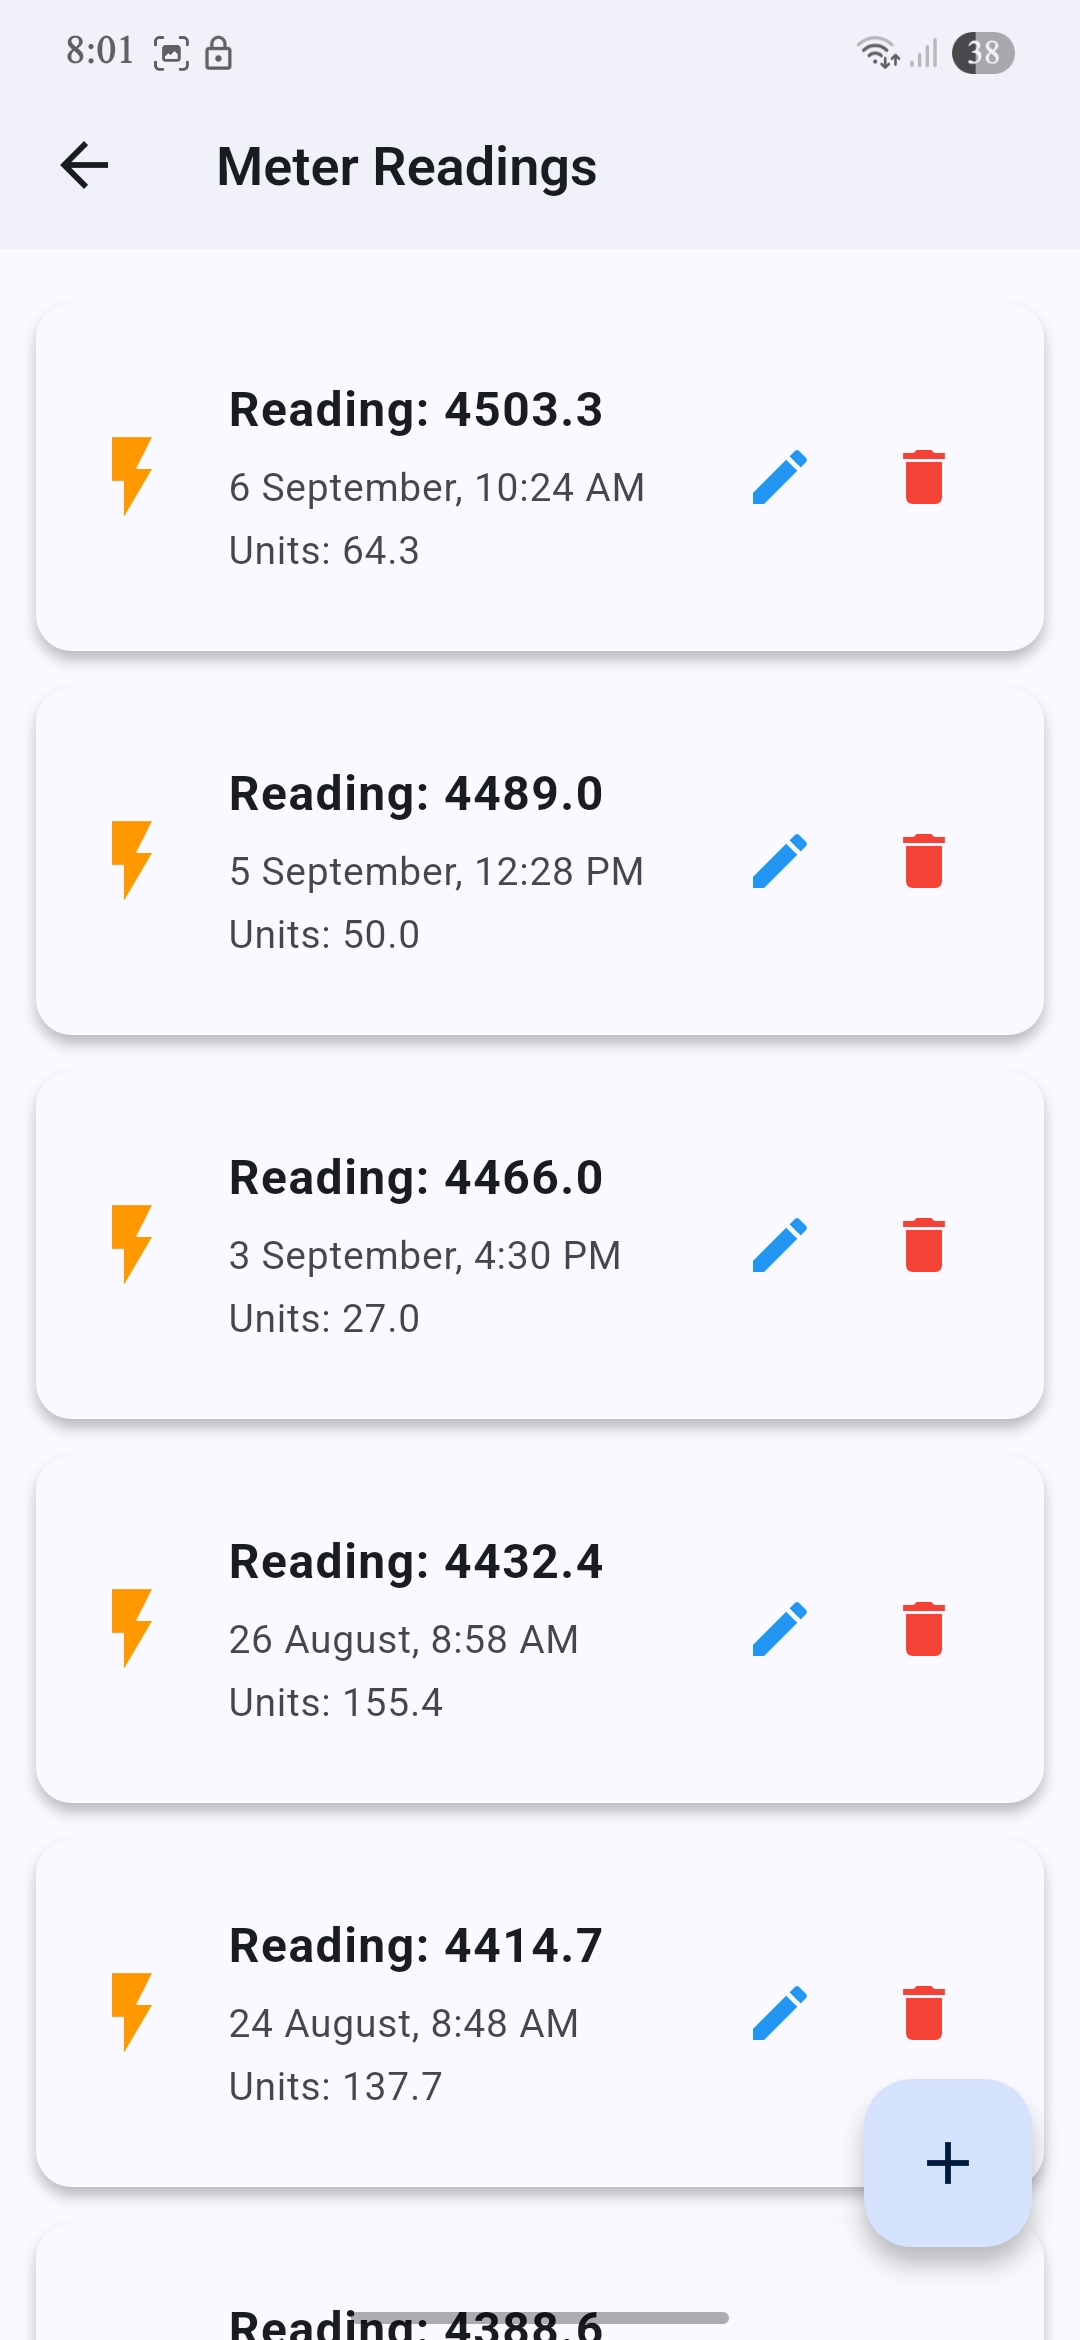 8:01
38
Meter Readings
Reading: 4503.3
6 September, 10:24 AM
Units: 64.3
Reading: 4489.0
5 September, 12:28 PM
Units: 50.0
Reading: 4466.0
3 September, 4:30 PM
Units: 27.0
Reading: 4432.4
26 August, 8:58 AM
Units: 155.4
Reading: 4414.7
24 August, 8:48 AM
Units: 137.7
Reading: 4388.6